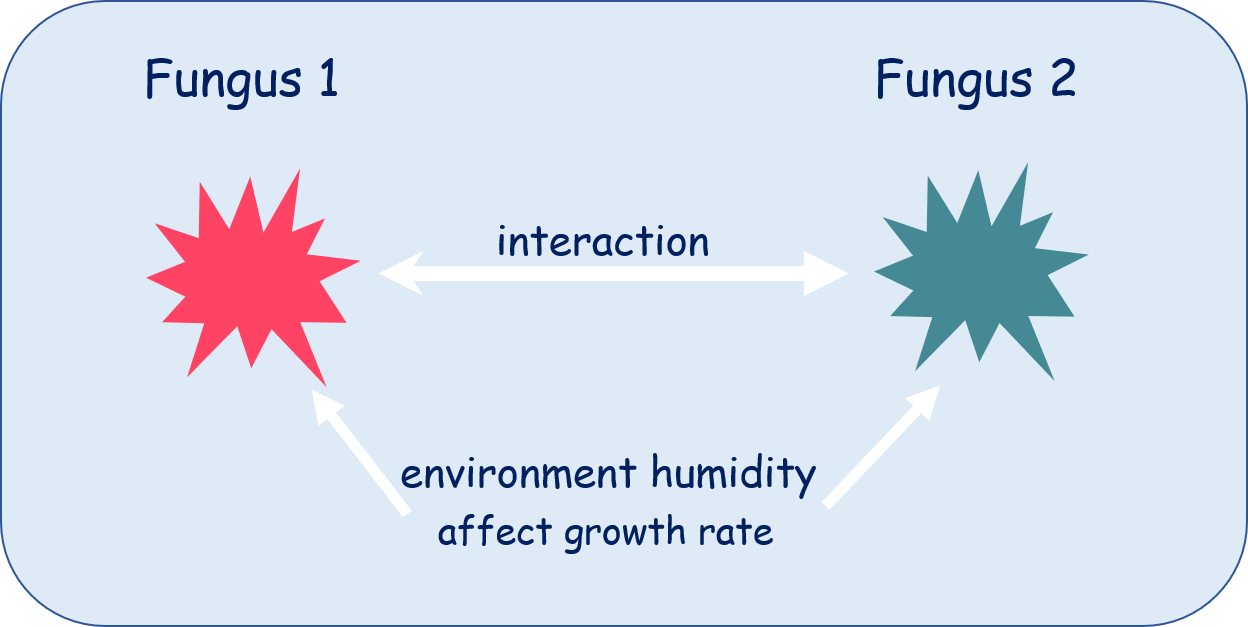 Fungus 1
Fungus 2
interaction
environment humidity
affect growth rate